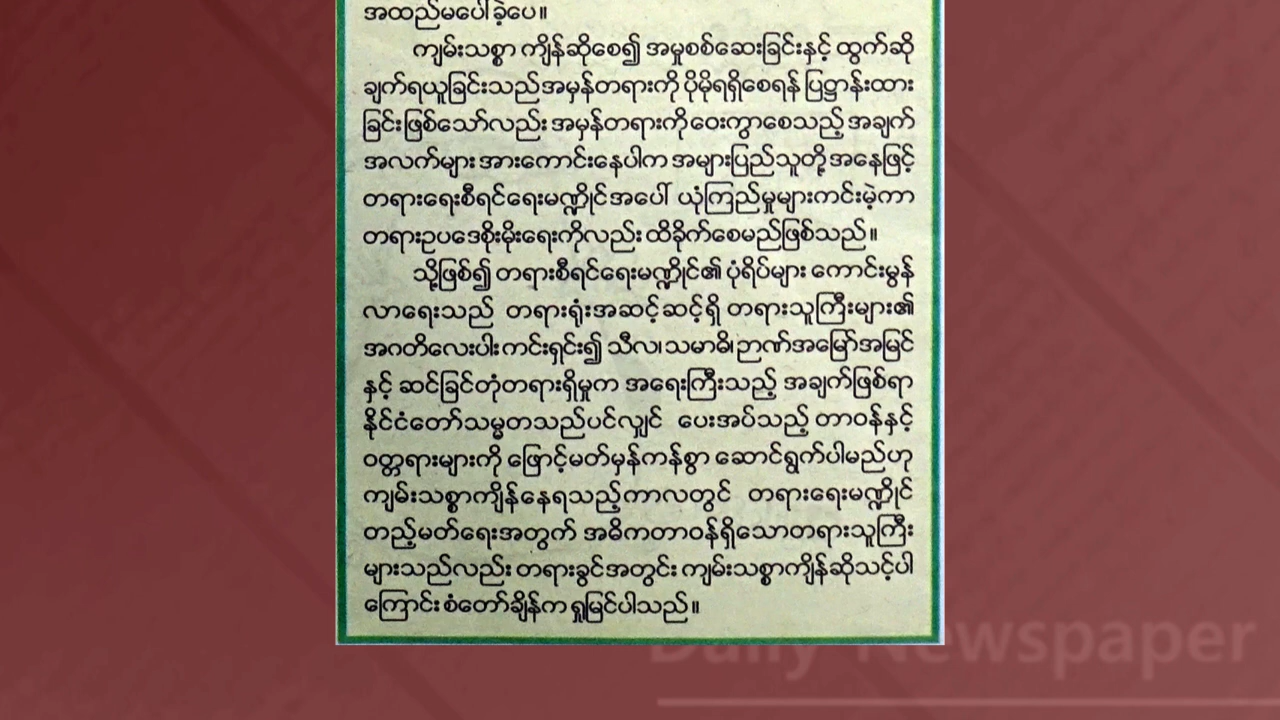 အထည်မပေါ်ခဲ့ပေ။
ကျမ်းသစ္စာ ကျိန်ဆိုစေ၍ အမှုစစ်ဆေးခြင်းနှင့် ထွက်ဆို
ချက်ရယူခြင်းသည်အမှန်တရားကို ပိုမိုရရှိစေရန် ပြဋ္ဌာန်းထား
ခြင်းဖြစ်သော်လည်း အမှန်တရားကိုဝေးကွာစေသည့် အချက်
အလက်များ အားကောင်းနေပါက အများပြည်သူတို့အနေဖြင့်
တရားရေးစီရင်ရေးမဏ္ဍိုင်အပေါ် ယုံကြည်မှုများကင်းမဲ့ကာ
တရားဥပဒေစိုးမိုးရေးကိုလည်း ထိခိုက်စေမည်ဖြစ်သည်။
သို့ဖြစ်၍ တရားစီရင်ရေးမဏ္ဍိုင်၏ ပုံရိပ်များ ကောင်းမွန်
လာရေးသည် တရားရုံးအဆင့်ဆင့်ရှိ တရားသူကြီးများ၏
အဂတိလေးပါး ကင်းရှင်း၍ သီလ၊ သမာဓိ၊ ဉာဏ်အမြော်အမြင်
နှင့် ဆင်ခြင်တုံတရားရှိမှုက အရေးကြီးသည့် အချက်ဖြစ်ရာ
နိုင်ငံတော်သမ္မတသည်ပင်လျှင် ပေးအပ်သည့် တာဝန်နှင့်
ဝတ္တရားများကို ဖြောင့်မတ်မှန်ကန်စွာ ဆောင်ရွက်ပါမည်ဟု
ကျမ်းသစ္စာကျိန်နေရသည့်ကာလတွင် တရားရေးမဏ္ဍိုင်
တည့်မတ်ရေးအတွက် အဓိကတာဝန်ရှိသောတရားသူကြီး
များသည်လည်း တရားခွင်အတွင်း ကျမ်းသစ္စာကျိန်ဆိုသင့်ပါ
ကြောင်း စံတော်ချိန်က ရှုမြင်ပါသည်။
Daily Newspaper